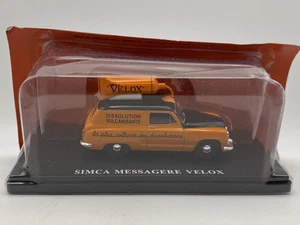 VELOX
DISSOLUTION
VULCANISANTE
SIMCA MESSAGERE VELOX